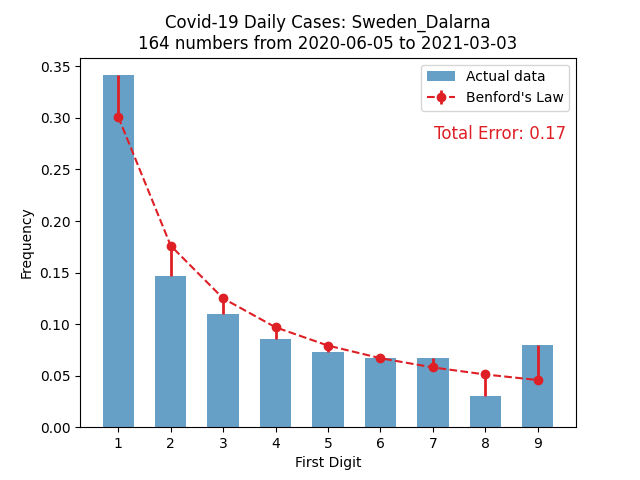 Covid-19 Daily Cases: Sweden_Dalarna
164 numbers from 2020-06-05 to 2021-03-03
Actual data
Benford's Law
Total Error: 0.17
Frequency
0.35
0.30
0.25
0.20
0.15
0.10
0.05
0.00
1 2 3 4 5 6 7 8 9
First Digit